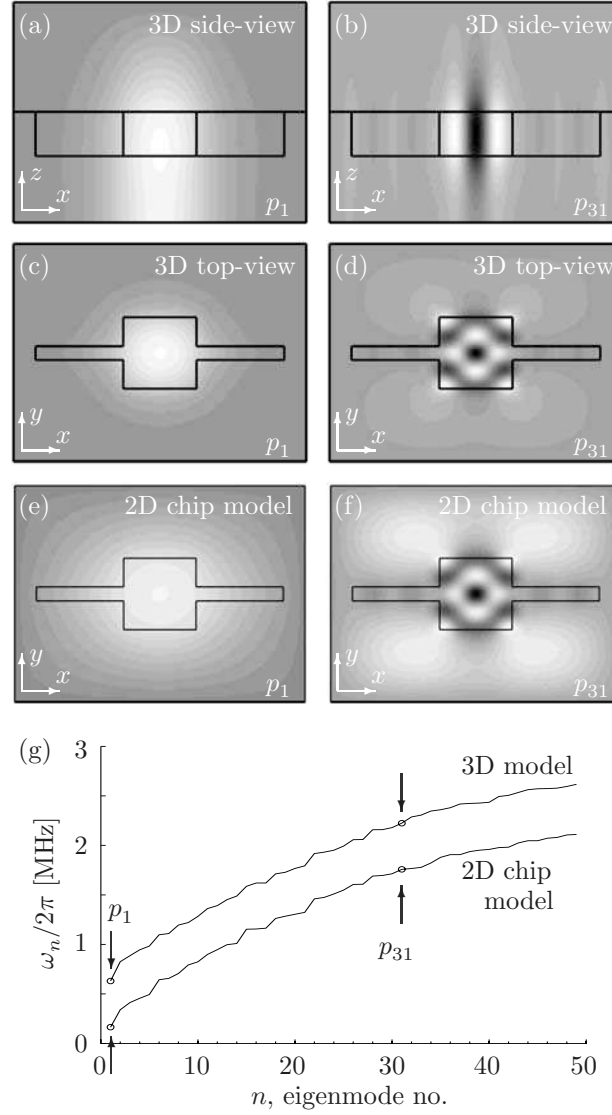 (a) 3D side-view
z
x
p₁
(b) 3D side-view
z
x
p₃₁
(c) 3D top-view
y
x
p₁
(d) 3D top-view
y
x
p₃₁
(e) 2D chip model
y
x
p₁
(f) 2D chip model
y
x
p₃₁
(g)
3
2
1
0
ωₙ/2π [MHz]
3D model
2D chip
model
p₁
p₃₁
0 10 20 30 40 50
n, eigenmode no.